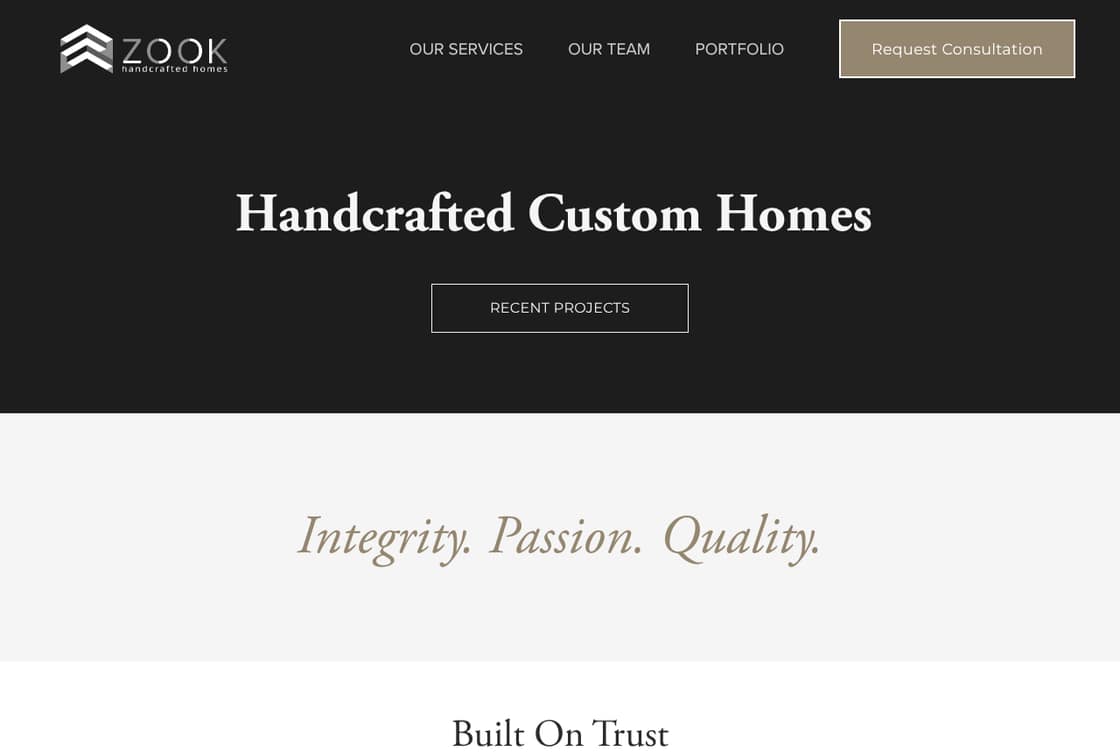 ZOOK
handcrafted homes
OUR SERVICES
OUR TEAM
PORTFOLIO
Request Consultation
Handcrafted Custom Homes
RECENT PROJECTS
Integrity. Passion. Quality.
Built On Trust